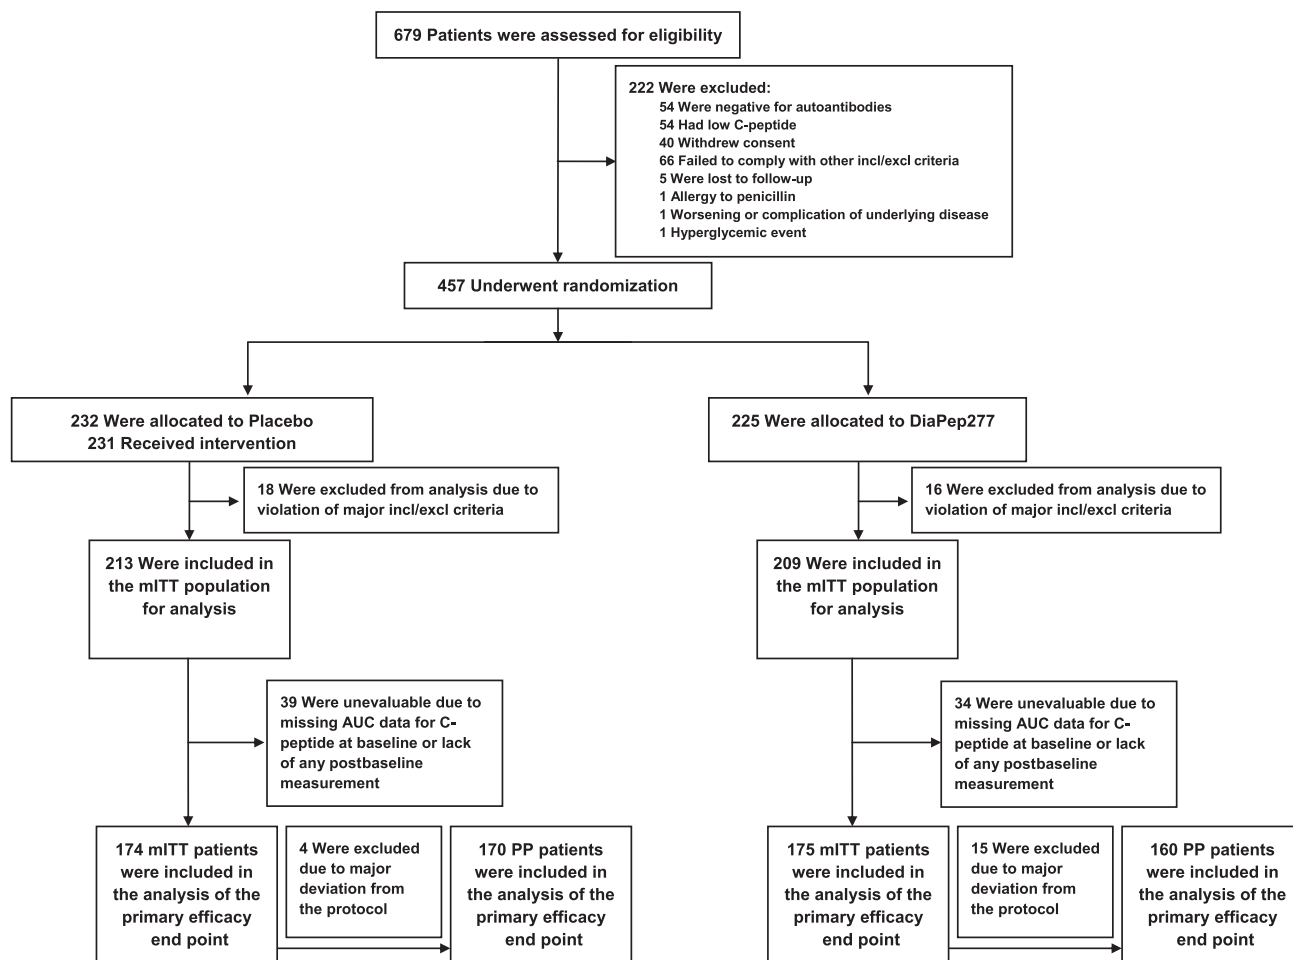 679 Patients were assessed for eligibility
222 Were excluded:
54 Were negative for autoantibodies
54 Had low C-peptide
40 Withdrew consent
66 Failed to comply with other incl/excl criteria
5 Were lost to follow-up
1 Allergy to penicillin
1 Worsening or complication of underlying disease
1 Hyperglycemic event
457 Underwent randomization
232 Were allocated to Placebo
231 Received intervention
225 Were allocated to DiaPep277
18 Were excluded from analysis due to
violation of major incl/excl criteria
16 Were excluded from analysis due to
violation of major incl/excl criteria
213 Were included in
the mITT population
for analysis
209 Were included in
the mITT population
for analysis
39 Were unevaluable due to
missing AUC data for C-
peptide at baseline or lack
of any postbaseline
measurement
34 Were unevaluable due to
missing AUC data for C-
peptide at baseline or lack
of any postbaseline
measurement
174 mITT patients
were included in
the analysis of the
primary efficacy
end point
4 Were excluded
due to major
deviation from
the protocol
170 PP patients
were included in
the analysis of the
primary efficacy
end point
175 mITT patients
were included in
the analysis of the
primary efficacy
end point
15 Were excluded
due to major
deviation from
the protocol
160 PP patients
were included in
the analysis of the
primary efficacy
end point